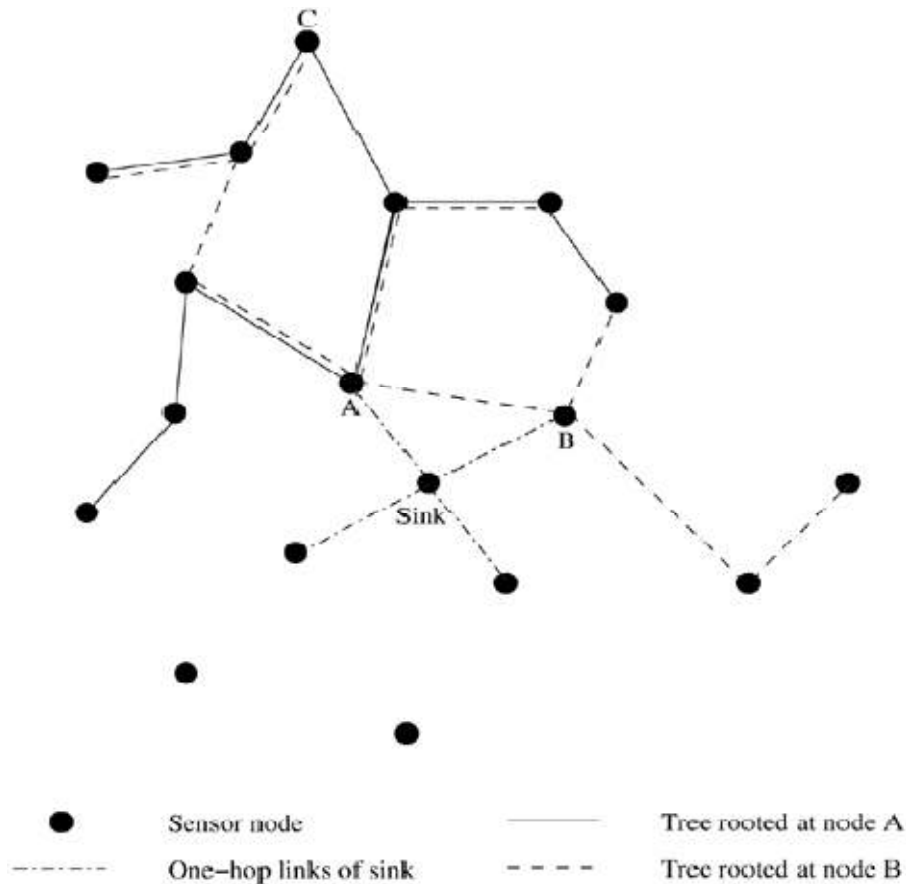 C
A
B
Sink
Sensor node
Tree rooted at node A
One-hop links of sink
Tree rooted at node B